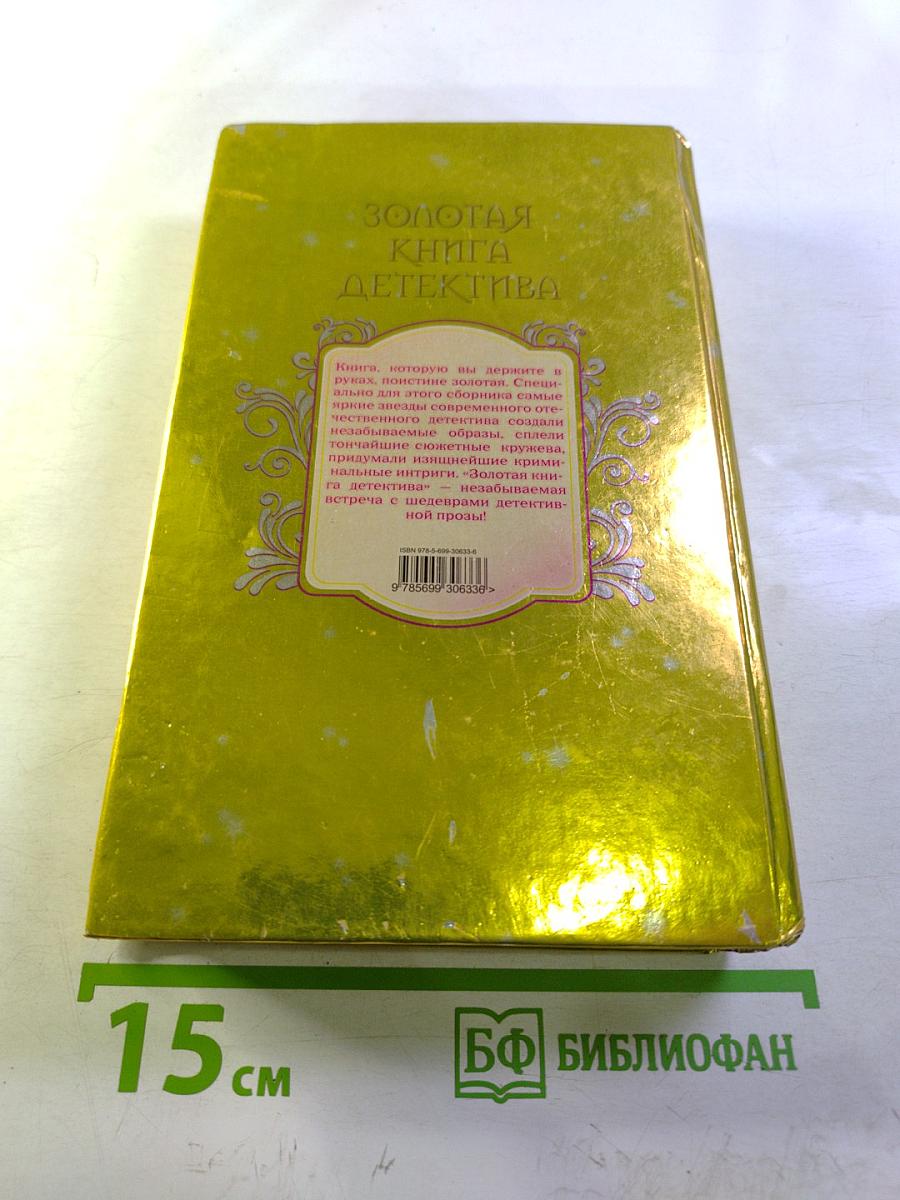 ЗОЛОТАЯ
КНИГА
ДЕТЕКТИВА
Книга, которую вы держите в
руках, поистине золотая. Специ-
ально для этого сборника самые
яркие звезды современного оте-
чественного детектива создали
незабываемые образы, сплели
тончайшие сюжетные кружева,
придумали изящнейшие крими-
нальные интриги. «Золотая кни-
га детектива» — незабываемая
встреча с шедеврами детектив-
ной прозы!
ISBN 978-5-699-30633-6
9 785699 306336 >
15 см
БФ БИБЛИОФАН